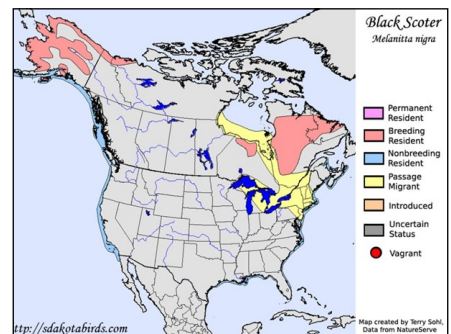 Black Scoter
Melanitta nigra
Permanent
Resident
Breeding
Resident
Nonbreeding
Resident
Passage
Migrant
Introduced
Uncertain
Status
Vagrant
ttp://sdakotabirds.com
Map created by Terry Sohl,
Data from NatureServe